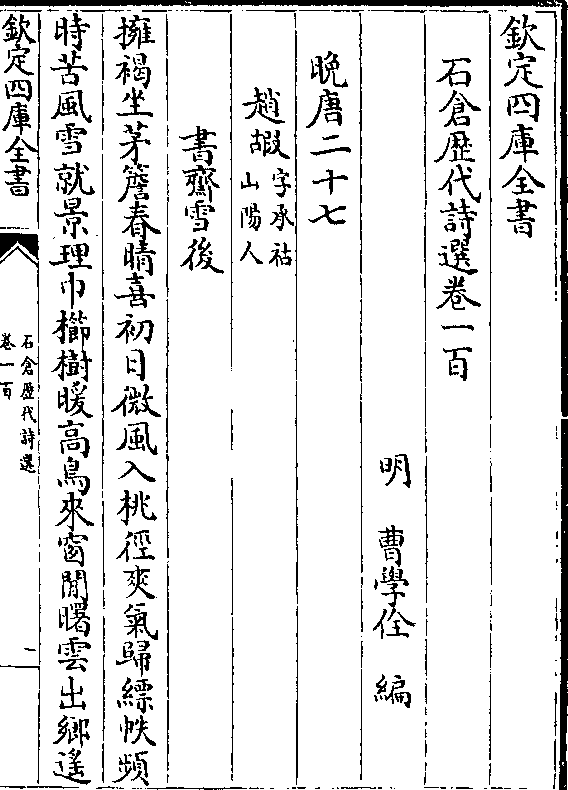 欽定四庫全書
石倉歴代詩選卷一百
明 曹學佺 編
晩唐二十七
趙嘏字承祜
山陽人
書齋雪後
擁褐坐茅簷春晴喜初日微風入桃徑爽氣歸縹帙頻
時苦風雪就景理巾櫛樹暖高鳥來窗閒曙雲出鄉遥
欽定四庫全書
石倉歴代詩選
卷一百
一